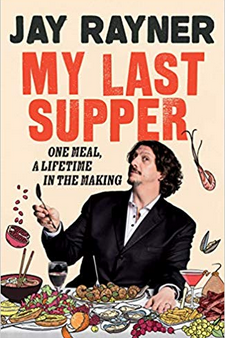 JAY RAYNER
MY LAST
SUPPER
ONE MEAL,
A LIFETIME
IN THE MAKING